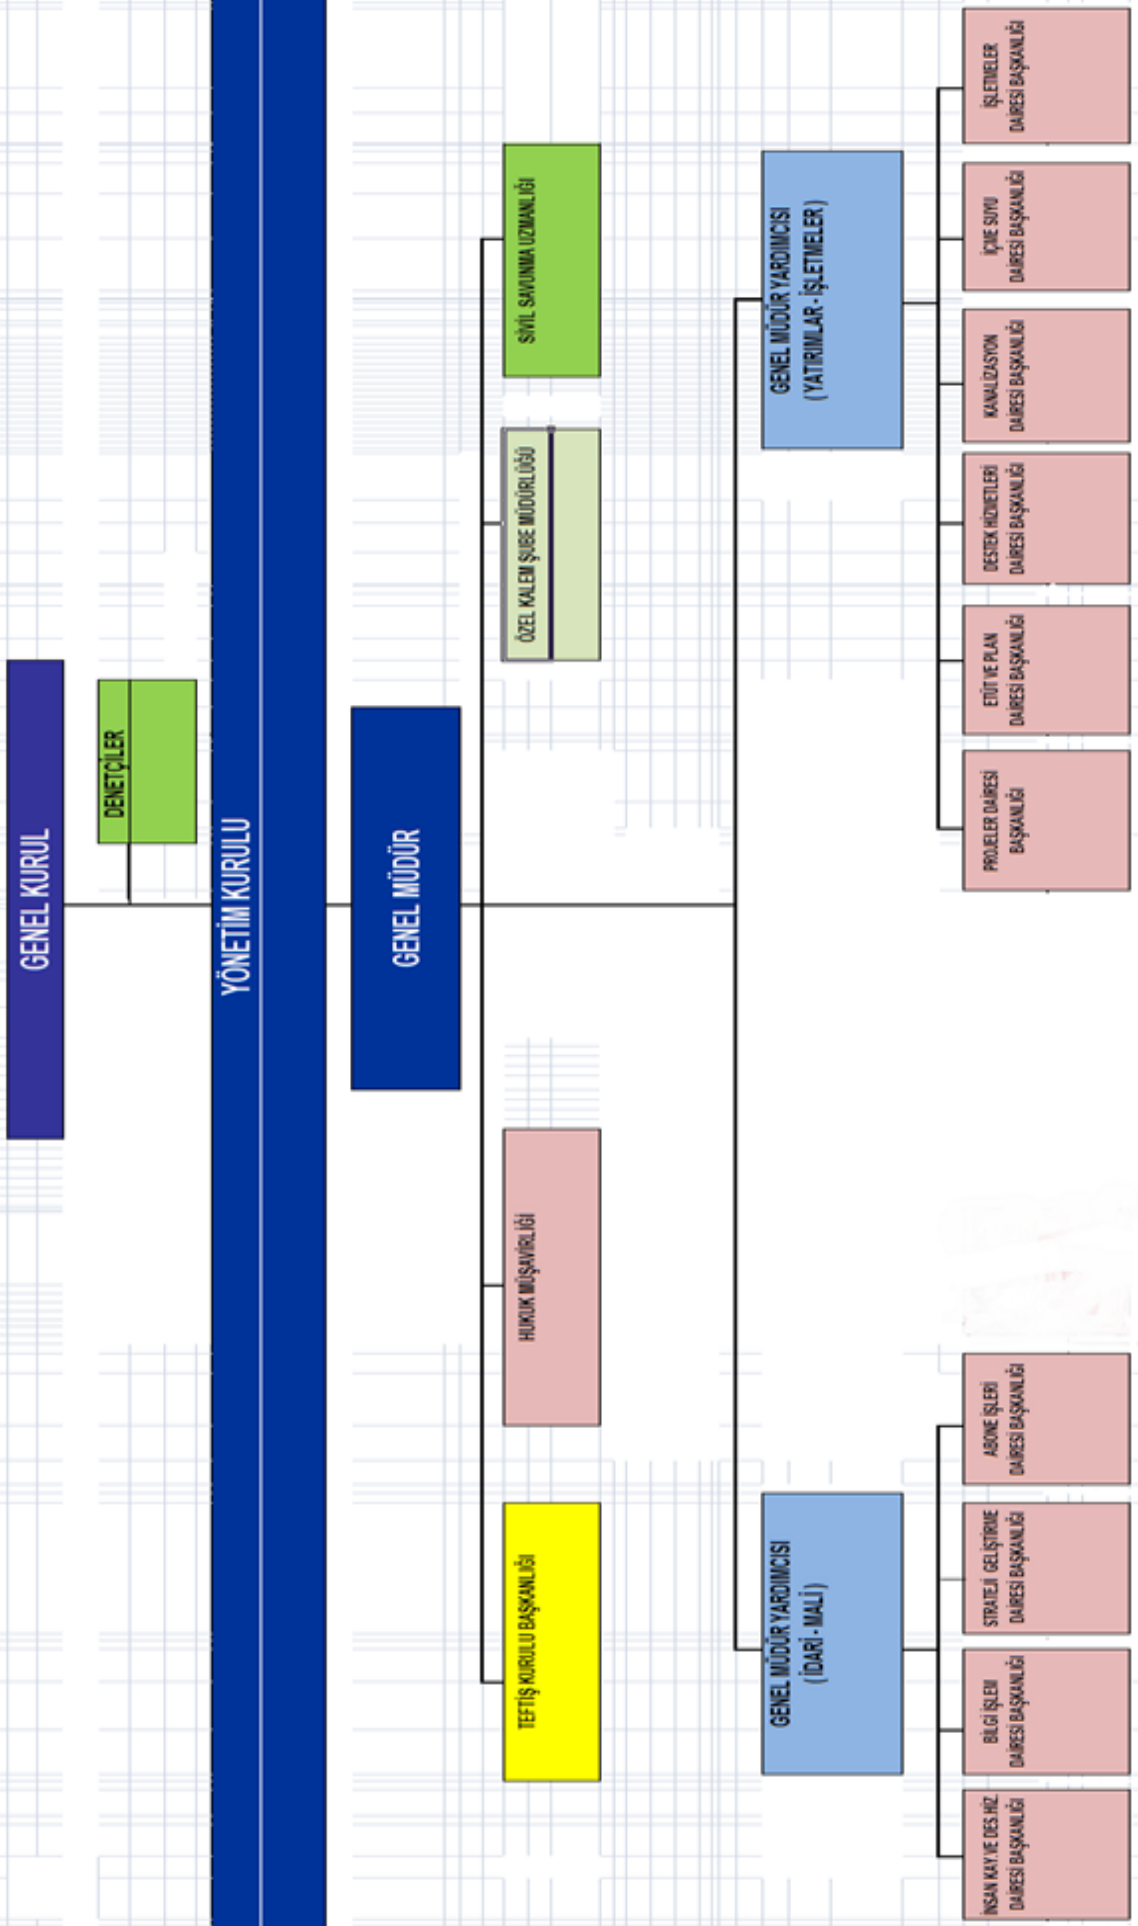 GENEL KURUL
DENETÇİLER
YÖNETİM KURULU
GENEL MÜDÜR
TEFTİŞ KURULU BAŞKANLIĞI
HUKUK MÜŞAVİRLİĞİ
ÖZEL KALEM ŞUBE MÜDÜRLÜĞÜ
SİVİL SAVUNMA UZMANLIĞI
GENEL MÜDÜR YARDIMCISI
( İDARİ - MALİ )
GENEL MÜDÜR YARDIMCISI
( YATIRIMLAR - İŞLETMELER )
İNSAN KAY.VE DES.HİZ.
DAİRESİ BAŞKANLIĞI
BİLGİ İŞLEM
DAİRESİ BAŞKANLIĞI
STRATEJİ GELİŞTİRME
DAİRESİ BAŞKANLIĞI
ABONE İŞLERİ
DAİRESİ BAŞKANLIĞI
PROJELER DAİRESİ
BAŞKANLIĞI
ETÜT VE PLAN
DAİRESİ BAŞKANLIĞI
DESTEK HİZMETLERİ
DAİRESİ BAŞKANLIĞI
KANALİZASYON
DAİRESİ BAŞKANLIĞI
İÇME SUYU
DAİRESİ BAŞKANLIĞI
İŞLETMELER
DAİRESİ BAŞKANLIĞI